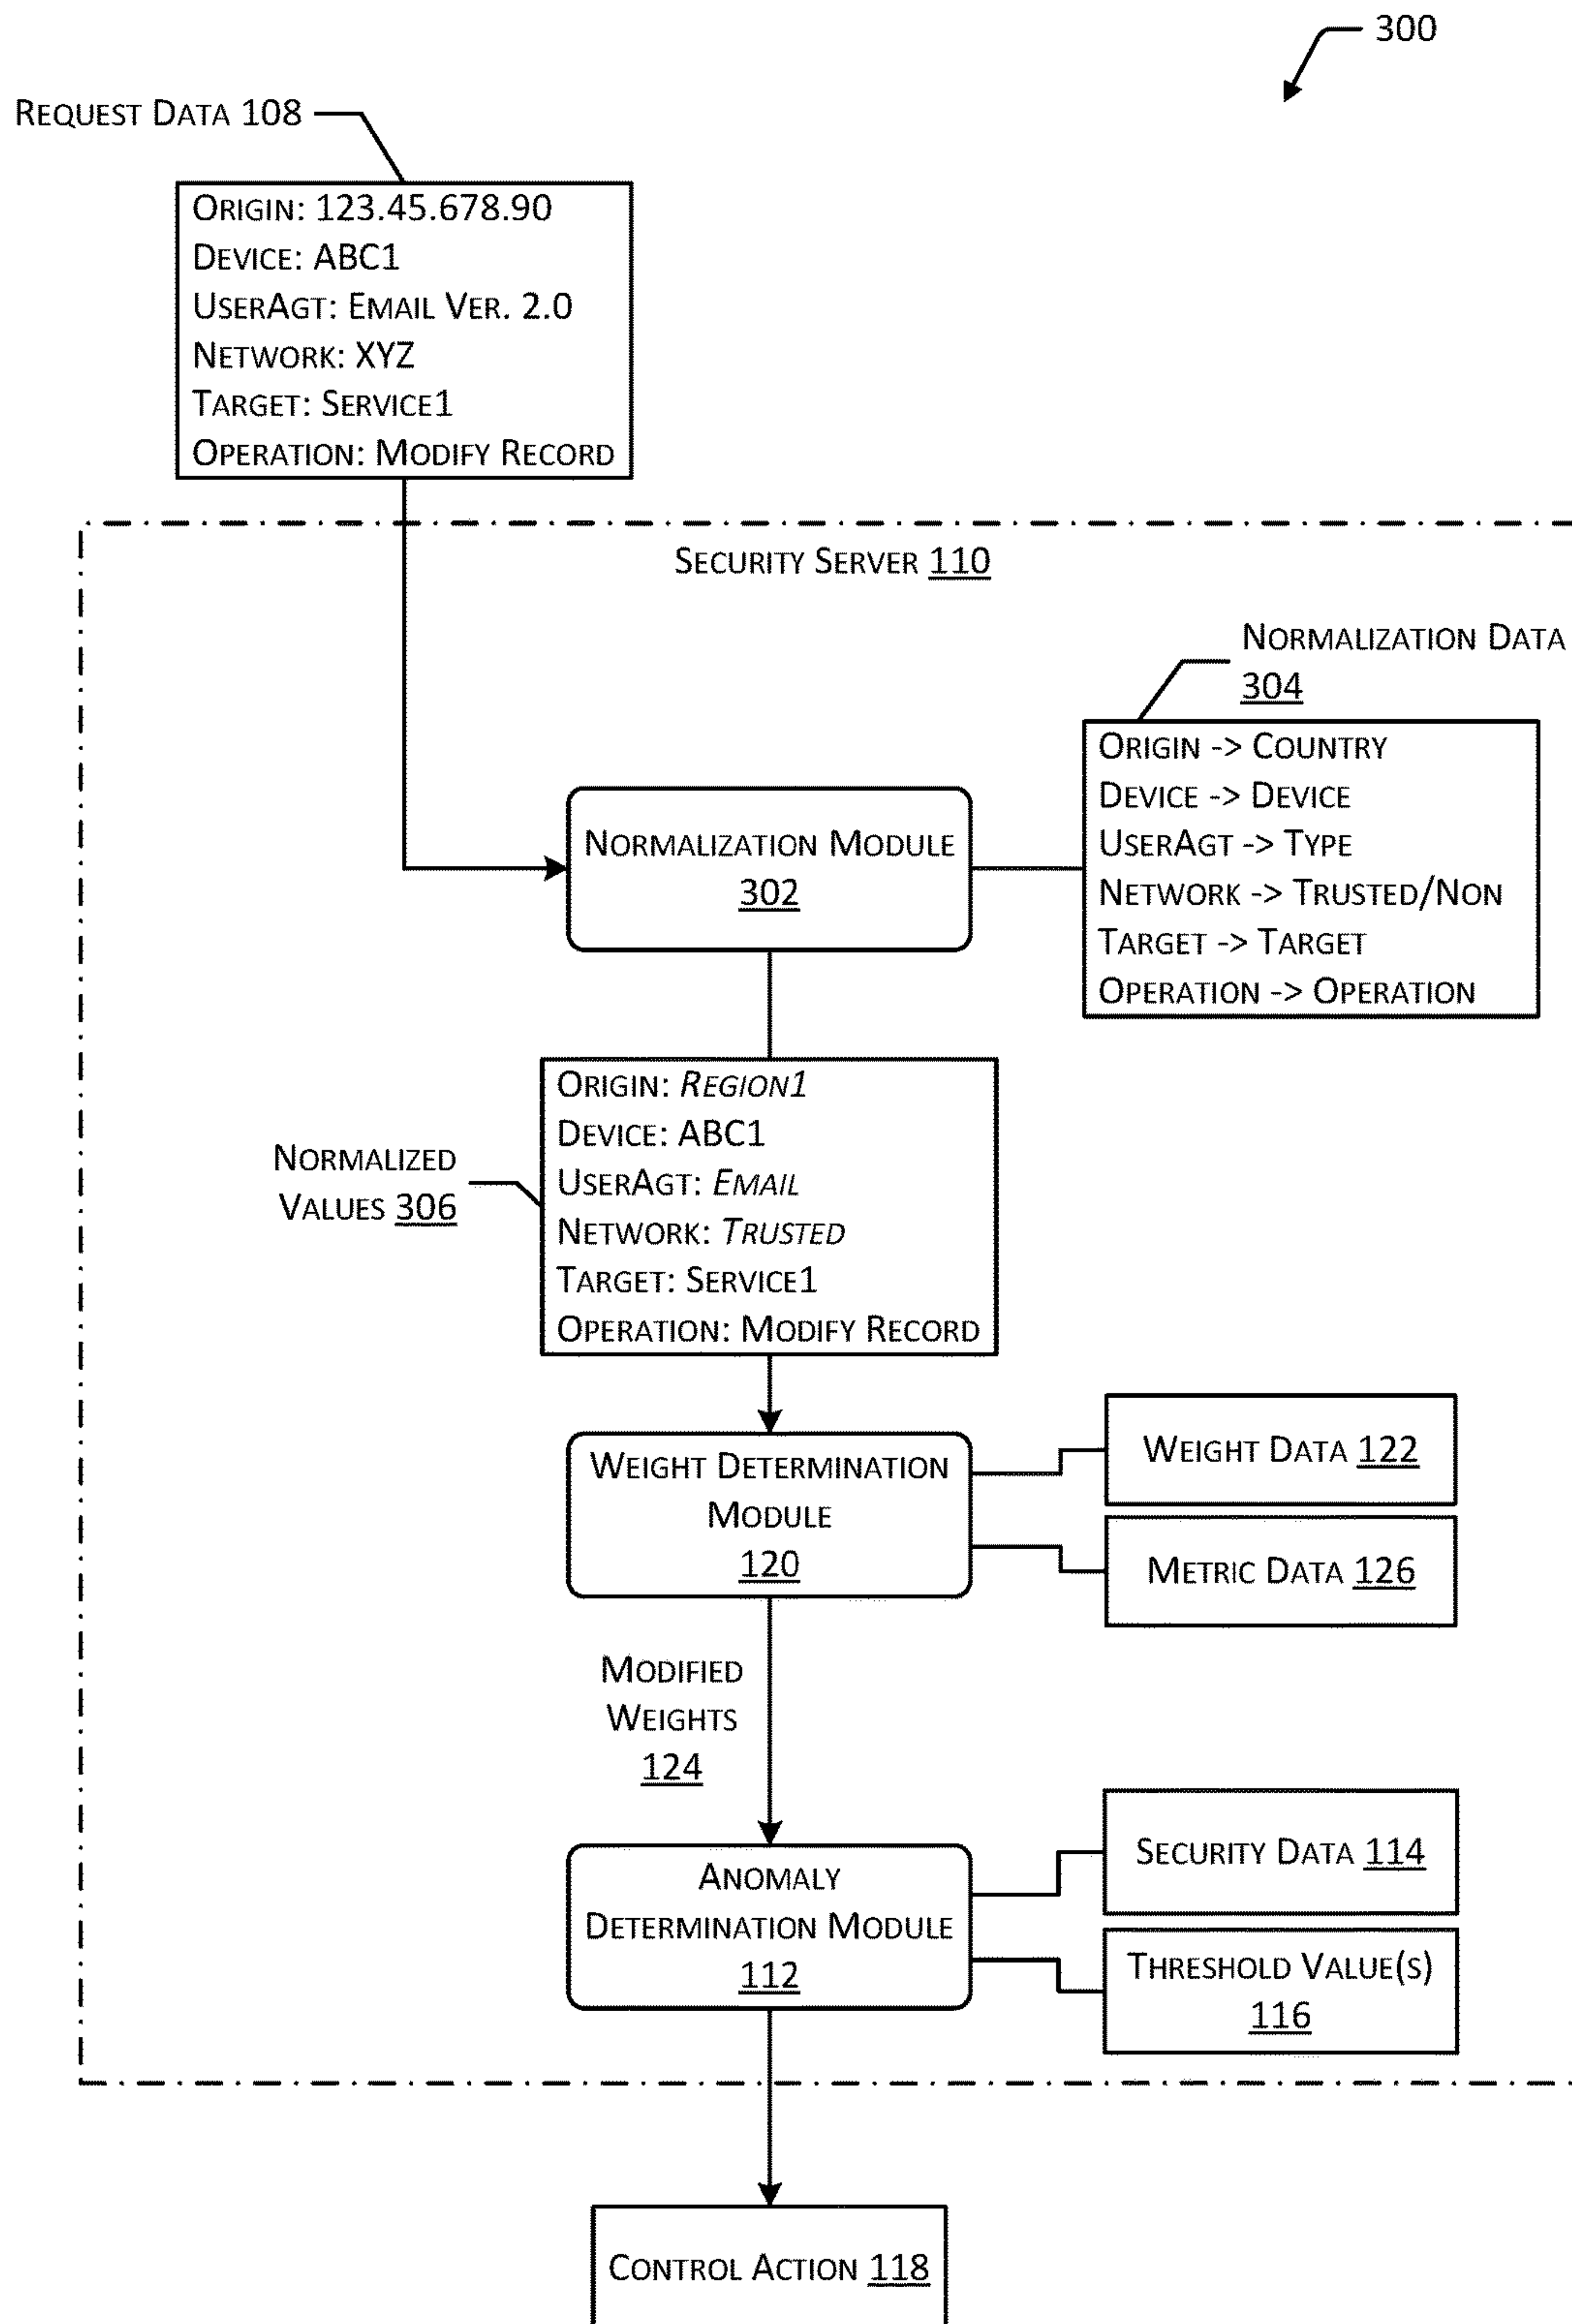 300
REQUEST DATA 108
ORIGIN: 123.45.678.90
DEVICE: ABC1
USERAGT: EMAIL VER. 2.0
NETWORK: XYZ
TARGET: SERVICE1
OPERATION: MODIFY RECORD
SECURITY SERVER 110
NORMALIZATION DATA
304
ORIGIN -> COUNTRY
DEVICE -> DEVICE
USERAGT -> TYPE
NETWORK -> TRUSTED/NON
TARGET -> TARGET
OPERATION -> OPERATION
NORMALIZATION MODULE
302
NORMALIZED
VALUES 306
ORIGIN: REGION1
DEVICE: ABC1
USERAGT: EMAIL
NETWORK: TRUSTED
TARGET: SERVICE1
OPERATION: MODIFY RECORD
WEIGHT DETERMINATION
MODULE
120
WEIGHT DATA 122
METRIC DATA 126
MODIFIED
WEIGHTS
124
ANOMALY
DETERMINATION MODULE
112
SECURITY DATA 114
THRESHOLD VALUE(S)
116
CONTROL ACTION 118